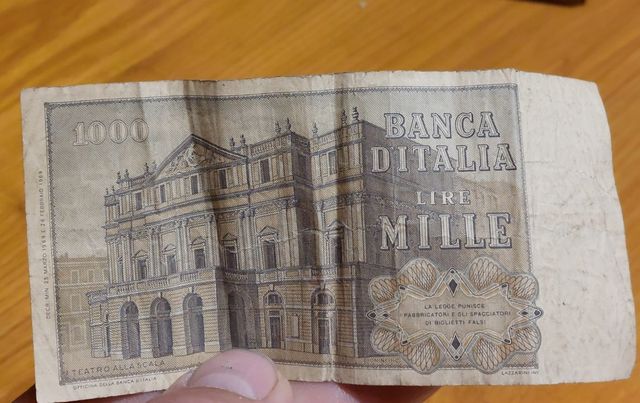 1000
BANCA
D'ITALIA
LIRE
MILLE
LA LEGGE PUNISCE
I FABBRICATORI E GLI SPACCIATORI
DI BIGLIETTI FALSI
TEATRO ALLA SCALA
OFFICINA DELLA BANCA D'ITALIA
LAZZARINI INV.